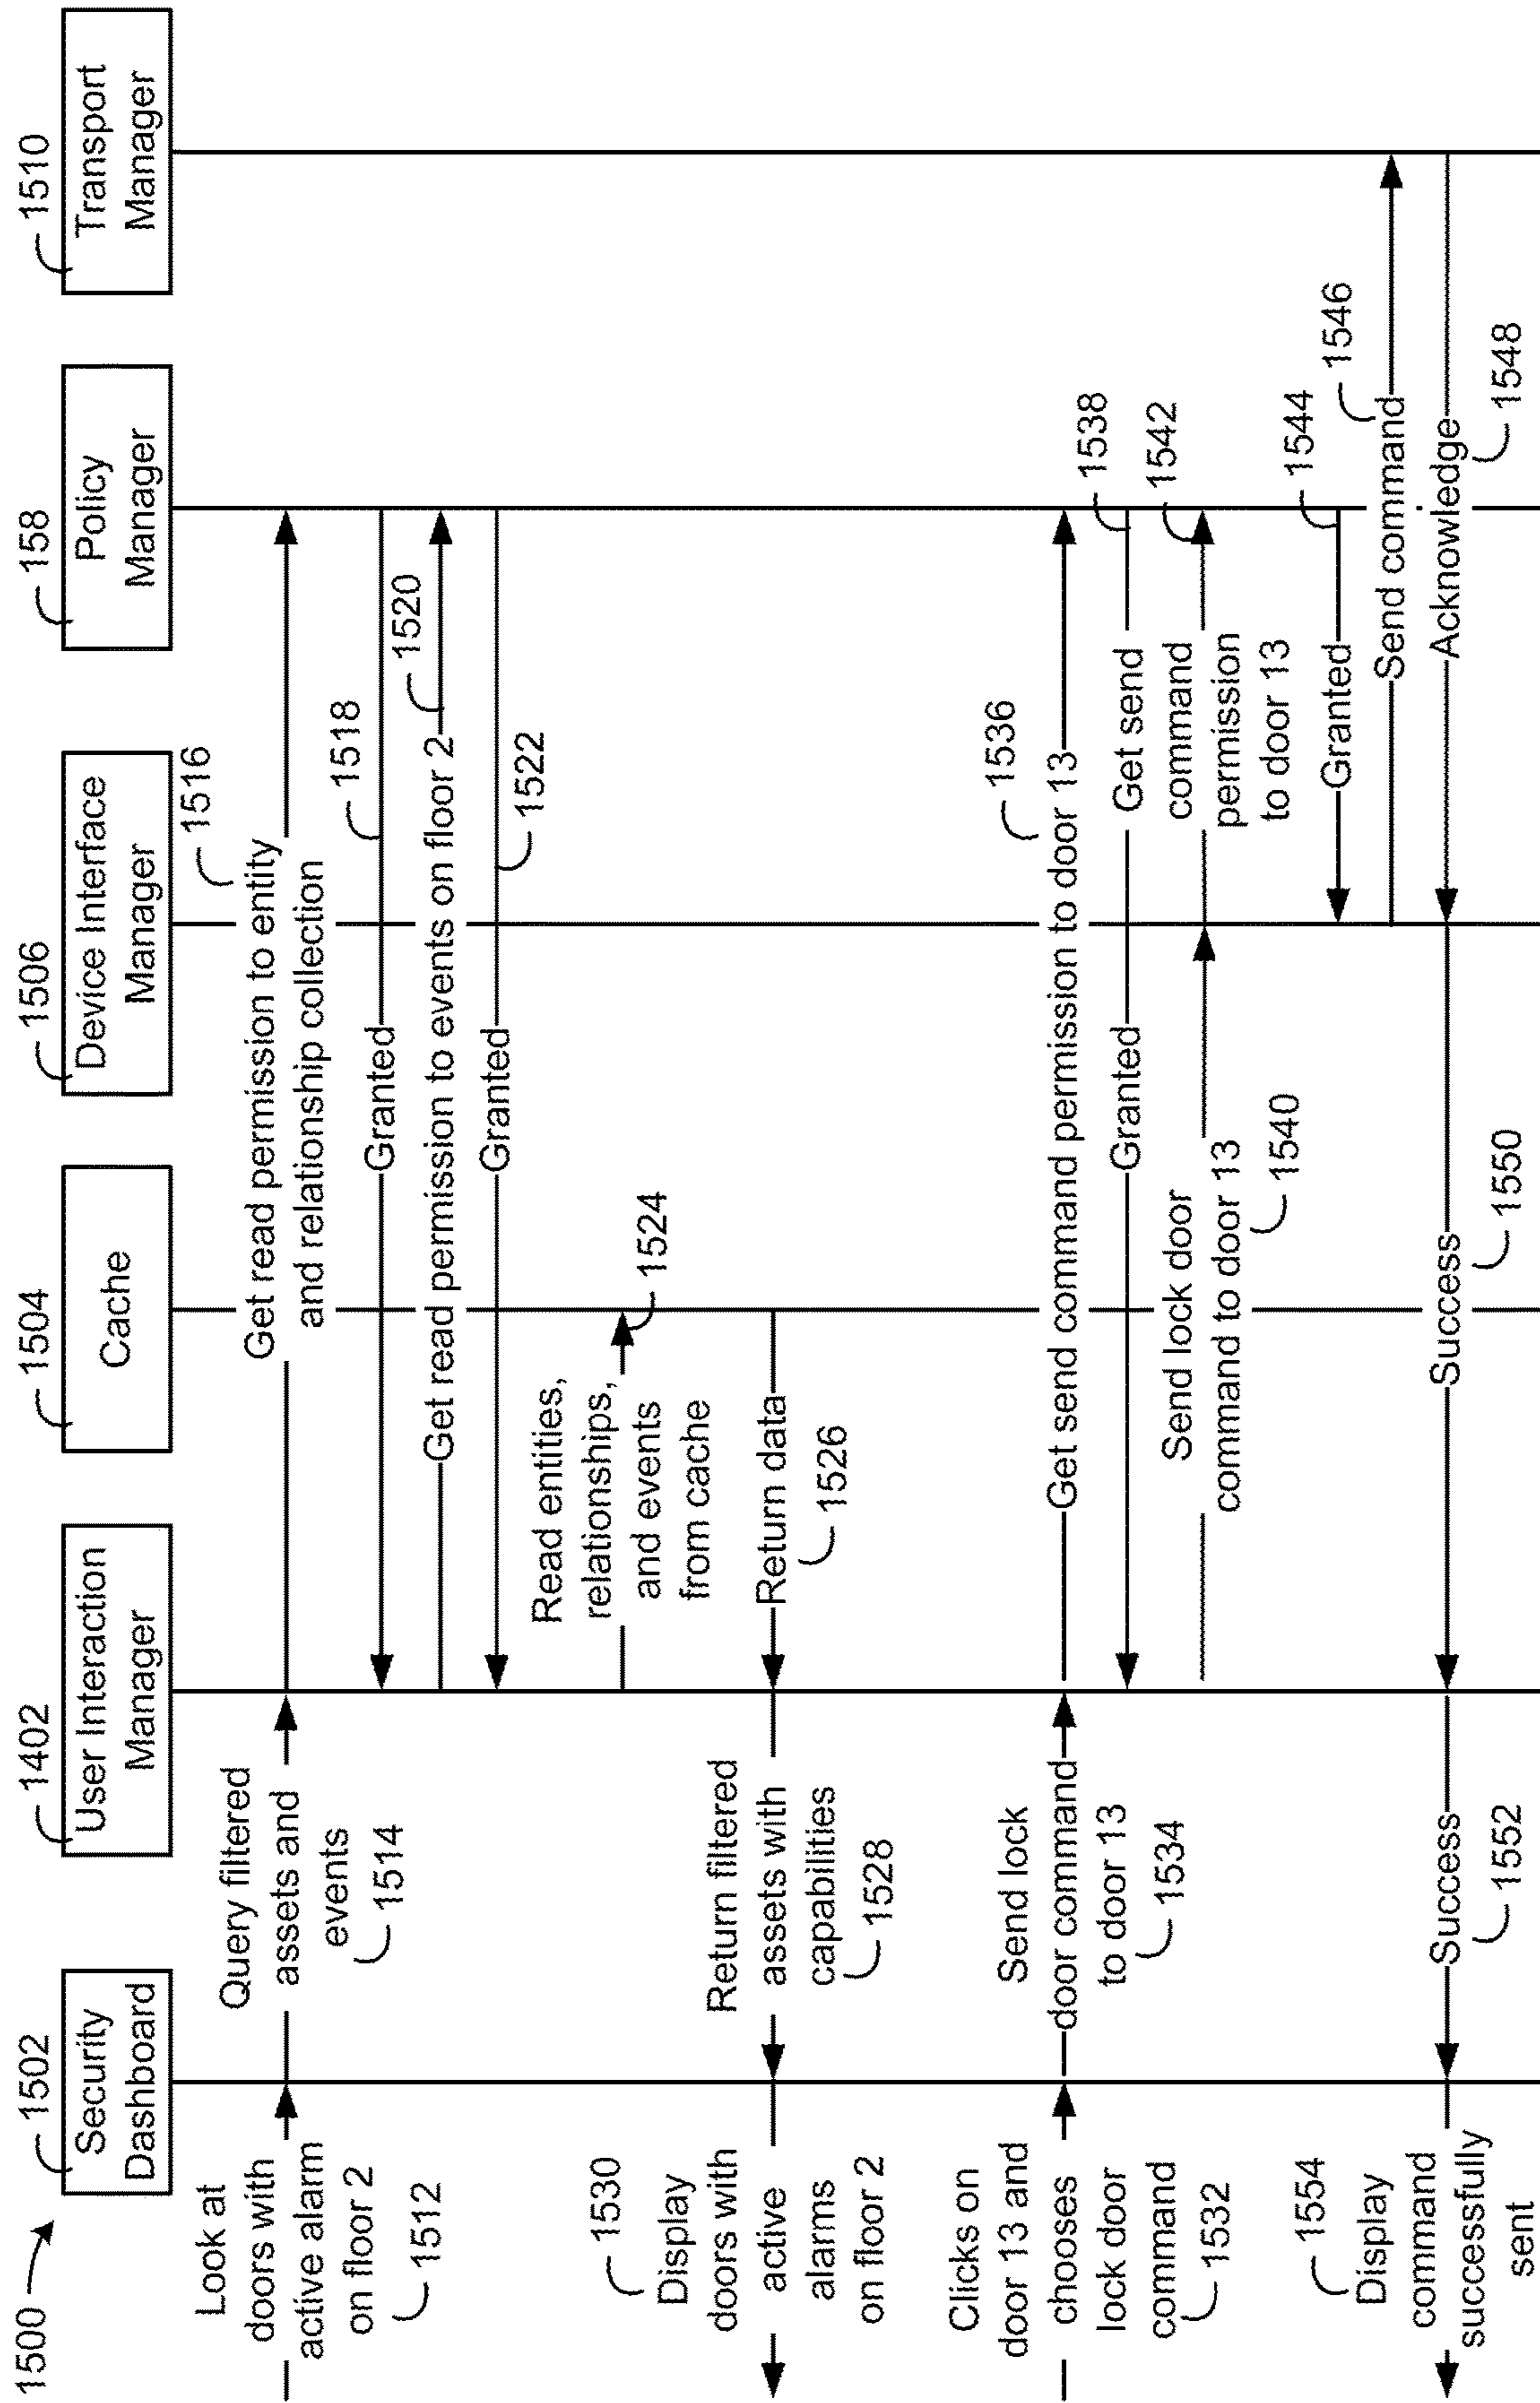 1500
1502
Security
Dashboard
1402
User Interaction
Manager
1504
Cache
1506
Device Interface
Manager
158
Policy
Manager
1510
Transport
Manager
Look at
doors with
active alarm
on floor 2
1512
Query filtered
assets and
events
1514
Get read permission to entity
and relationship collection
1516
Granted
1518
Get read permission to events on floor 2
1520
Granted
1522
Read entities,
relationships,
and events
from cache
1524
Return data
1526
Return filtered
assets with
capabilities
1528
1530
Display
doors with
active
alarms
on floor 2
Clicks on
door 13 and
chooses
lock door
command
1532
Send lock
door command
to door 13
1534
Get send command permission to door 13
1536
Granted
1538
Send lock door
command to door 13
1540
Get send
command
permission
to door 13
1542
Granted
1544
Send command
1546
Acknowledge
1548
Success
1550
Success
1552
1554
Display
command
successfully
sent